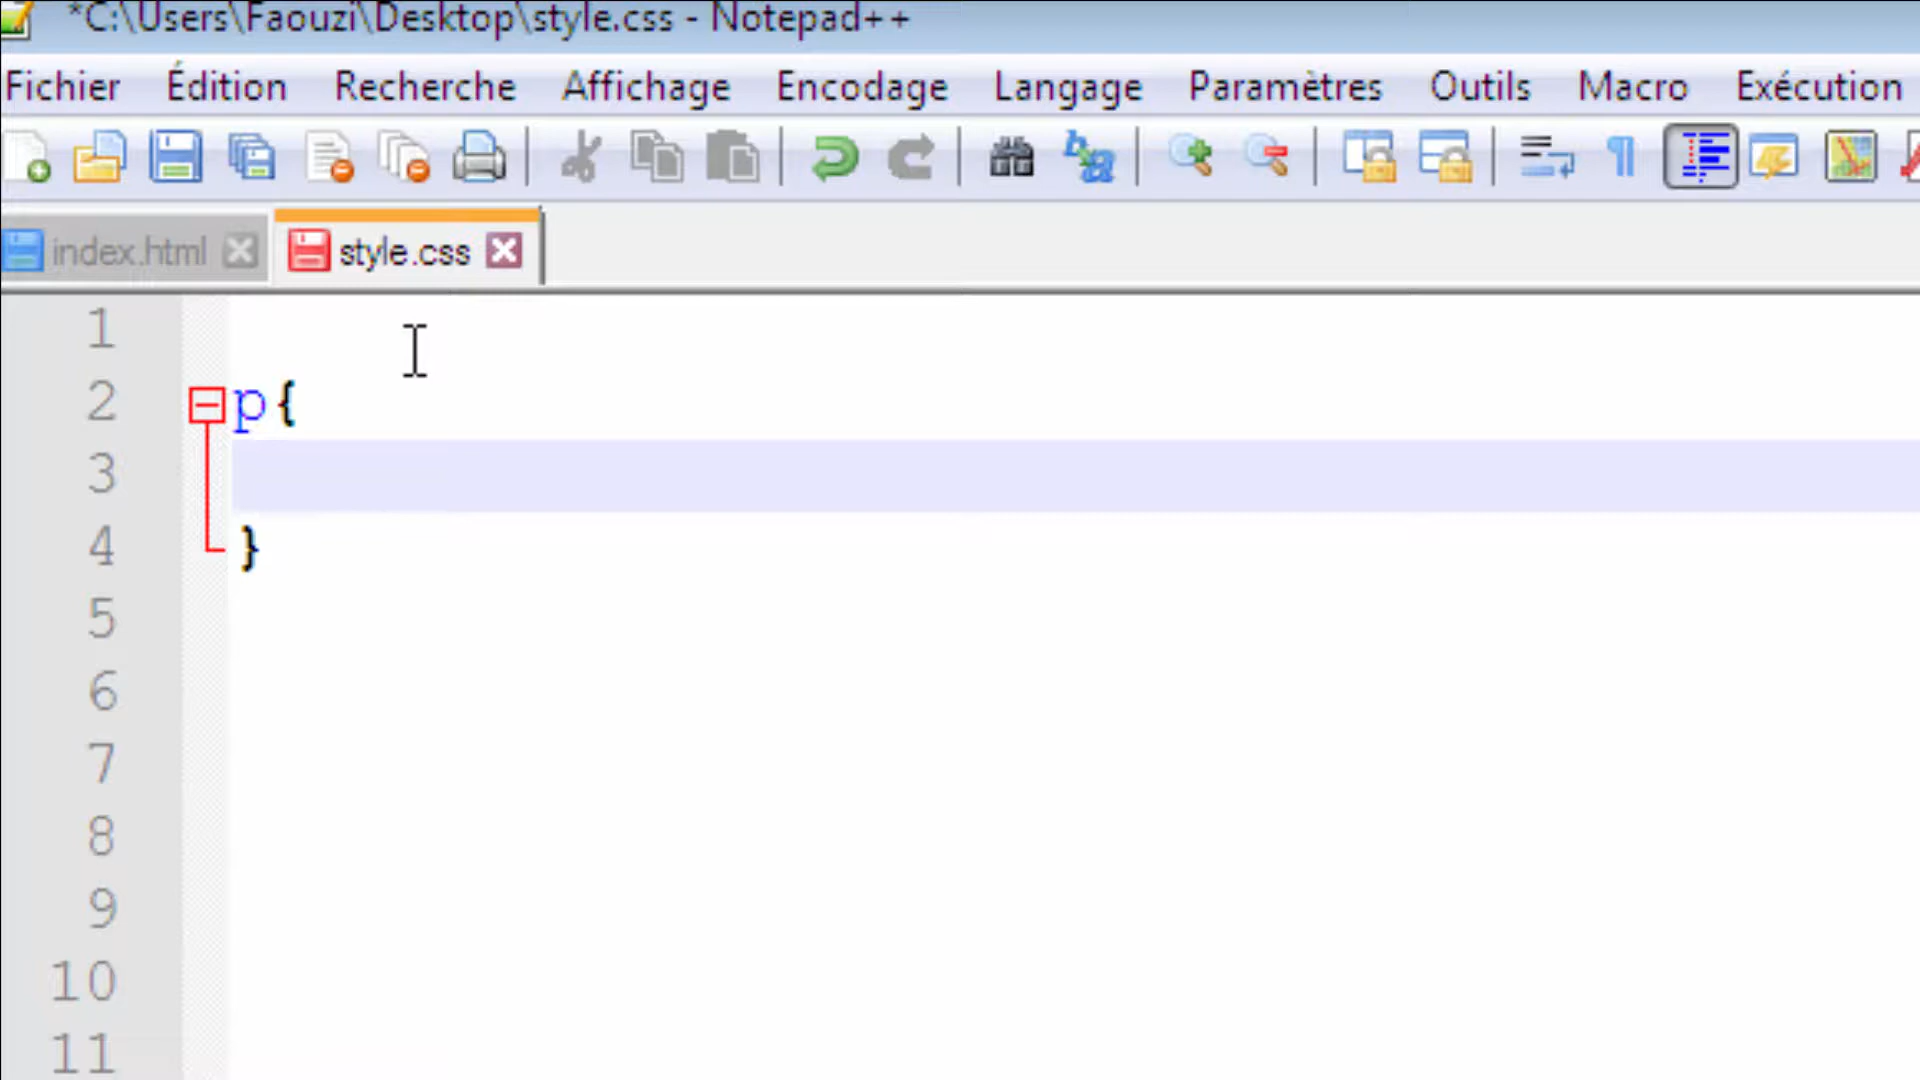 *C:\Users\Faouzi\Desktop\style.css - Notepad++
Fichier Édition Recherche Affichage Encodage Langage Paramètres Outils Macro Exécution
index.html style.css
1
2 p{
3
4 }
5
6
7
8
9
10
11